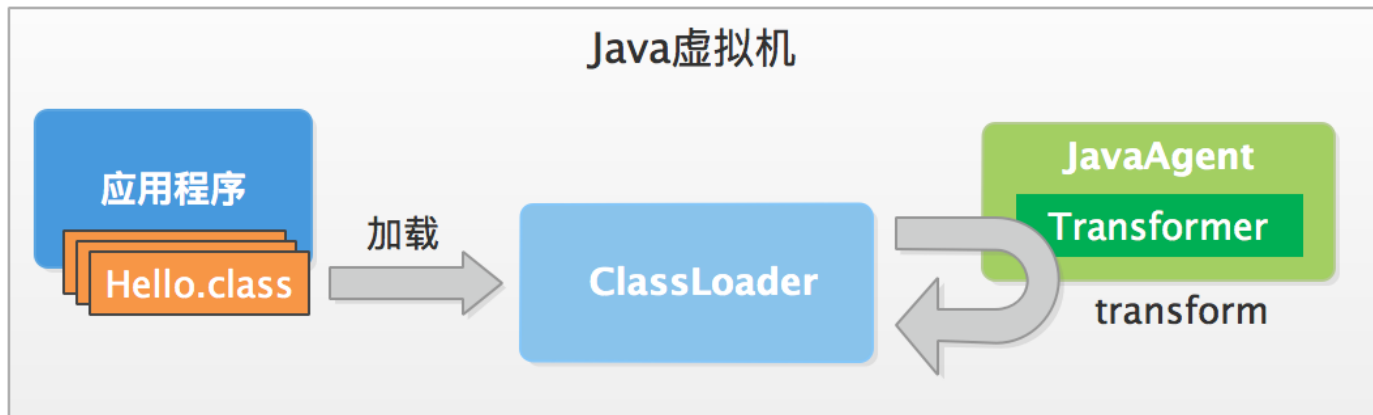 Java虚拟机
应用程序
Hello.class
加载
ClassLoader
JavaAgent
Transformer
transform